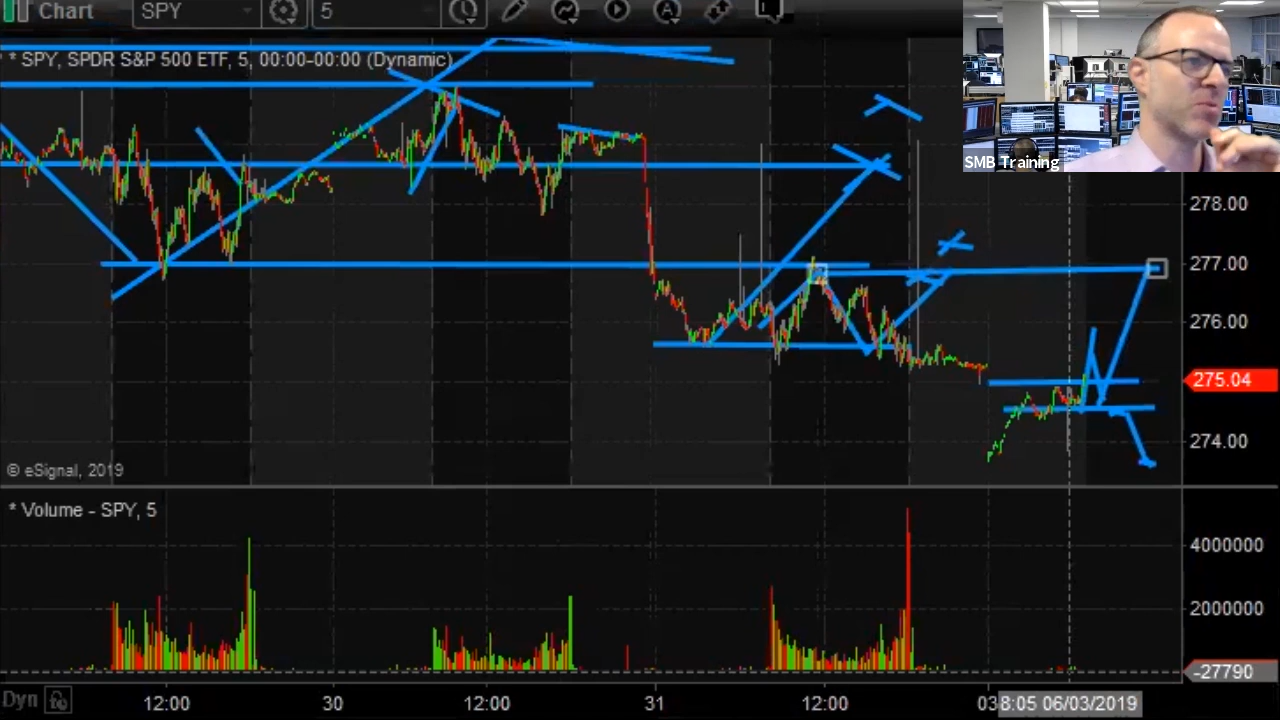 Chart SPY 5
* SPY, SPDR S&P 500 ETF, 5, 00:00-00:00 (Dynamic)
SMB Training
278.00
277.00
276.00
275.04
274.00
© eSignal, 2019
* Volume - SPY, 5
4000000
2000000
-27790
Dyn 12:00 30 12:00 31 12:00 03 8:05 06/03/2019